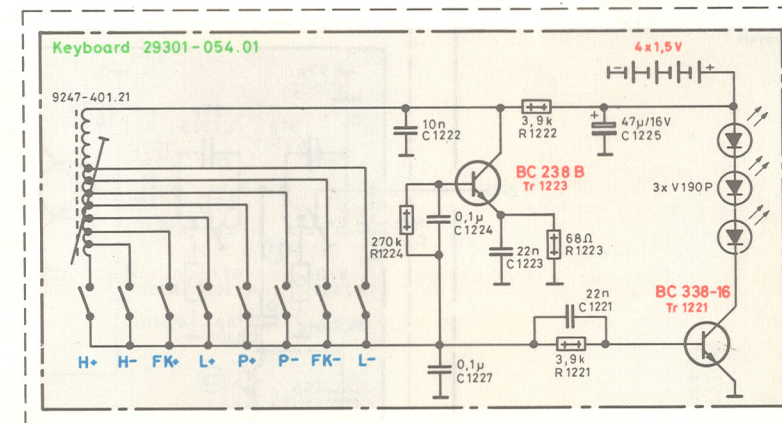 Keyboard 29301-054.01
4x1,5V
- +
9247-401.21
10n
C1222
3,9k
R1222
+
47µ/16V
C1225
BC 238 B
Tr 1223
3x V190P
270k
R1224
0,1µ
C1224
22n
C1223
68Ω
R1223
BC 338-16
Tr 1221
22n
C1221
3,9k
R1221
H+ H- FK+ L+ P+ P- FK- L-
0,1µ
C1227